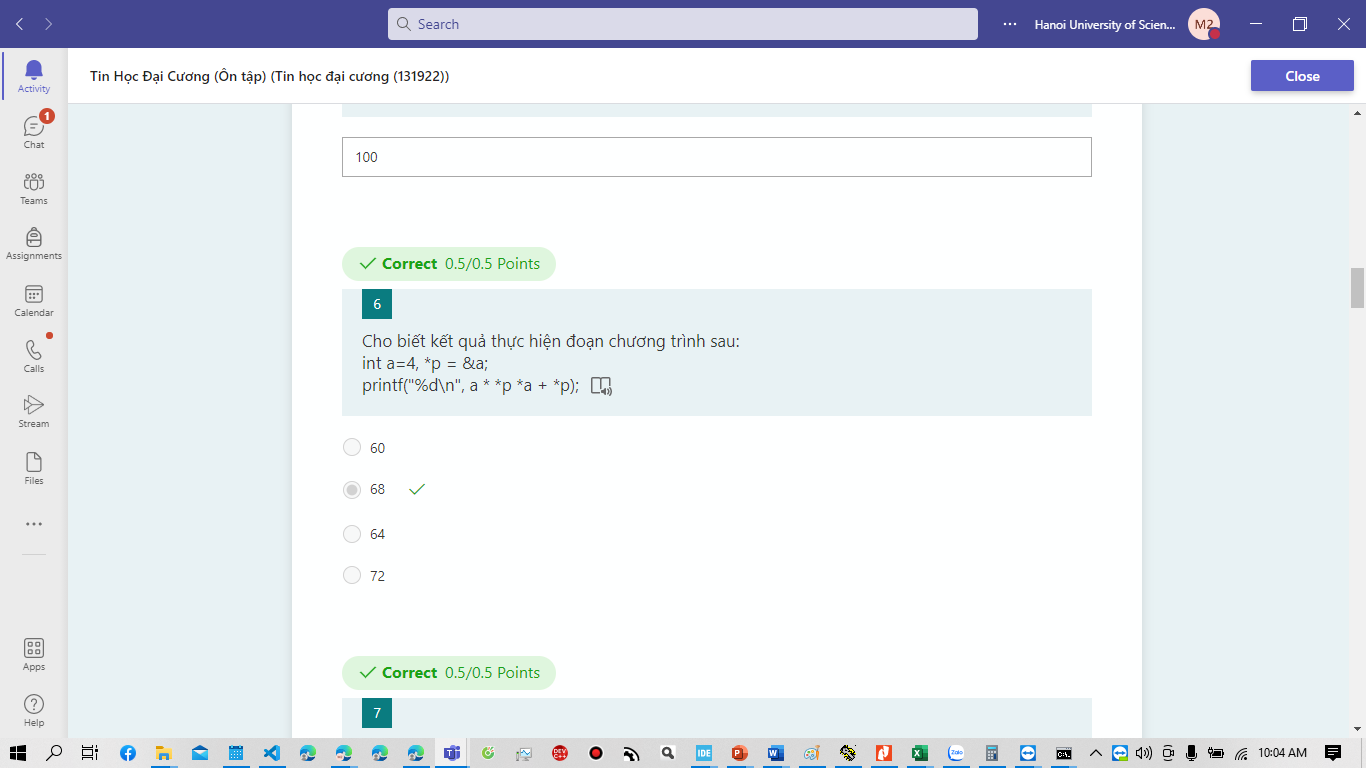 Search
Hanoi University of Scien...
M2
Activity
1
Chat
Teams
Assignments
Calendar
Calls
Stream
Files
Apps
Help
Tin Học Đại Cương (Ôn tập) (Tin học đại cương (131922))
Close
100
Correct 0.5/0.5 Points
6
Cho biết kết quả thực hiện đoạn chương trình sau:
int a=4, *p = &a;
printf("%d\n", a * *p *a + *p);
60
68
64
72
Correct 0.5/0.5 Points
7
10:04 AM